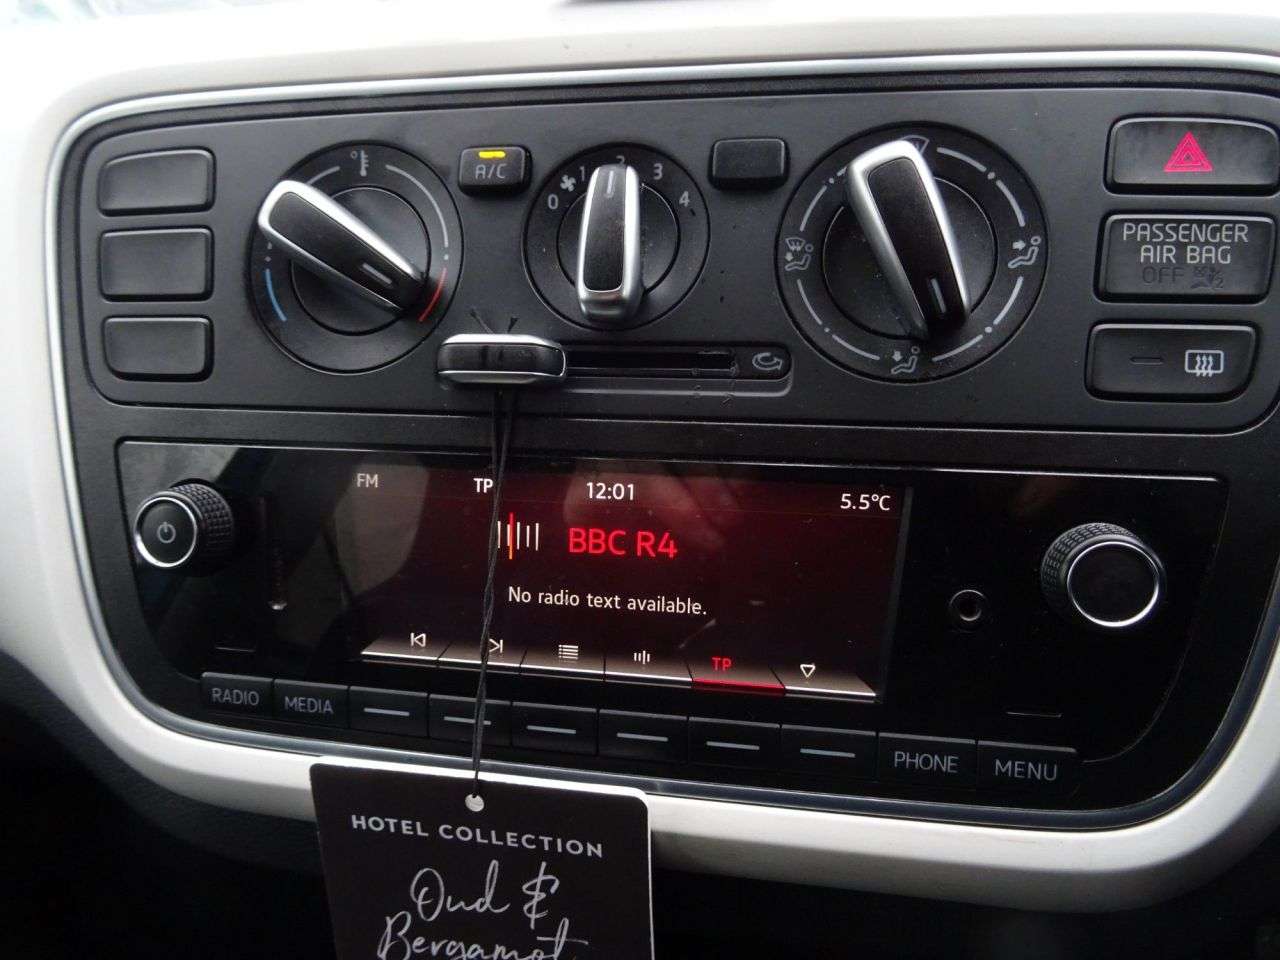 A/C
0 1 2 3 4
PASSENGER
AIR BAG
OFF
FM TP 12:01 5.5°C
BBC R4
No radio text available.
TP
RADIO MEDIA PHONE MENU
HOTEL COLLECTION
Oud &
Bergamot